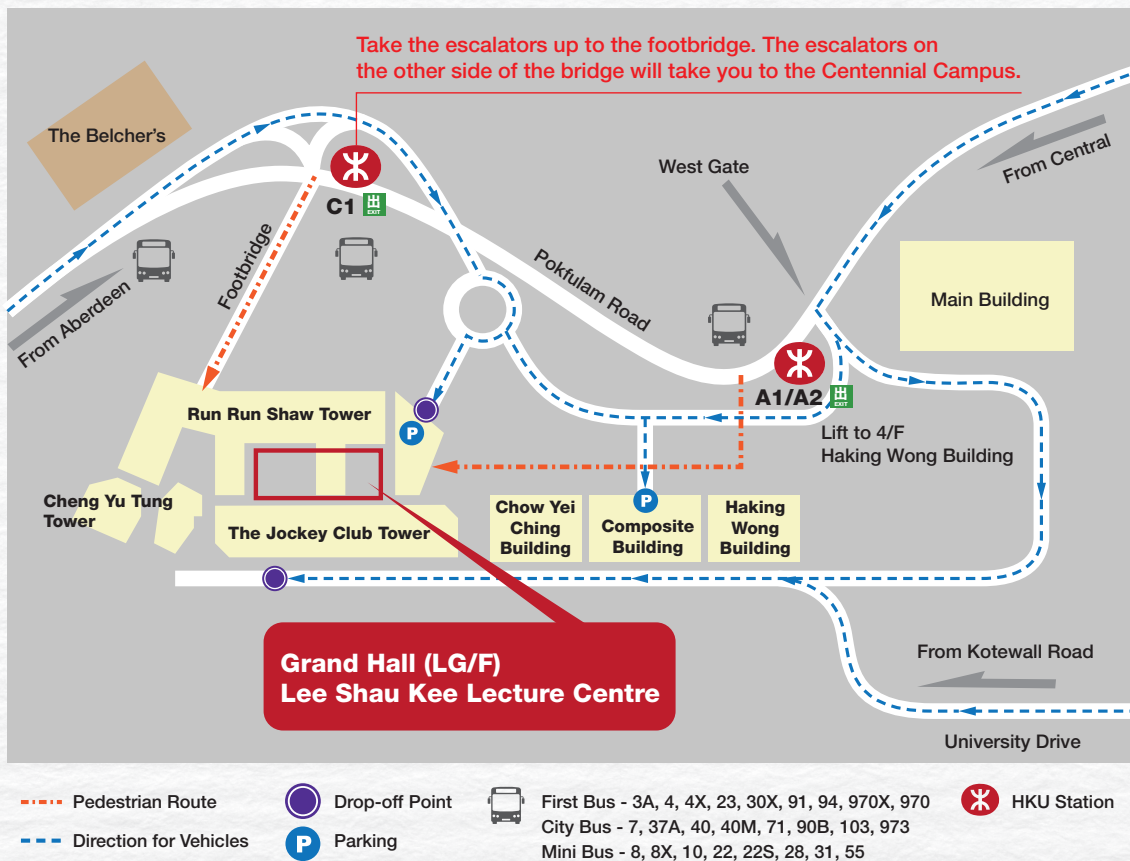 Take the escalators up to the footbridge. The escalators on
the other side of the bridge will take you to the Centennial Campus.
The Belcher's
West Gate
From Central
C1
出
EXIT
Footbridge
Pokfulam Road
From Aberdeen
Main Building
A1/A2
出
EXIT
Lift to 4/F
Haking Wong Building
Run Run Shaw Tower
P
Cheng Yu Tung
Tower
The Jockey Club Tower
Chow Yei
Ching
Building
P
Composite
Building
Haking
Wong
Building
Grand Hall (LG/F)
Lee Shau Kee Lecture Centre
From Kotewall Road
University Drive
Pedestrian Route
Direction for Vehicles
Drop-off Point
P
Parking
First Bus - 3A, 4, 4X, 23, 30X, 91, 94, 970X, 970
City Bus - 7, 37A, 40, 40M, 71, 90B, 103, 973
Mini Bus - 8, 8X, 10, 22, 22S, 28, 31, 55
HKU Station